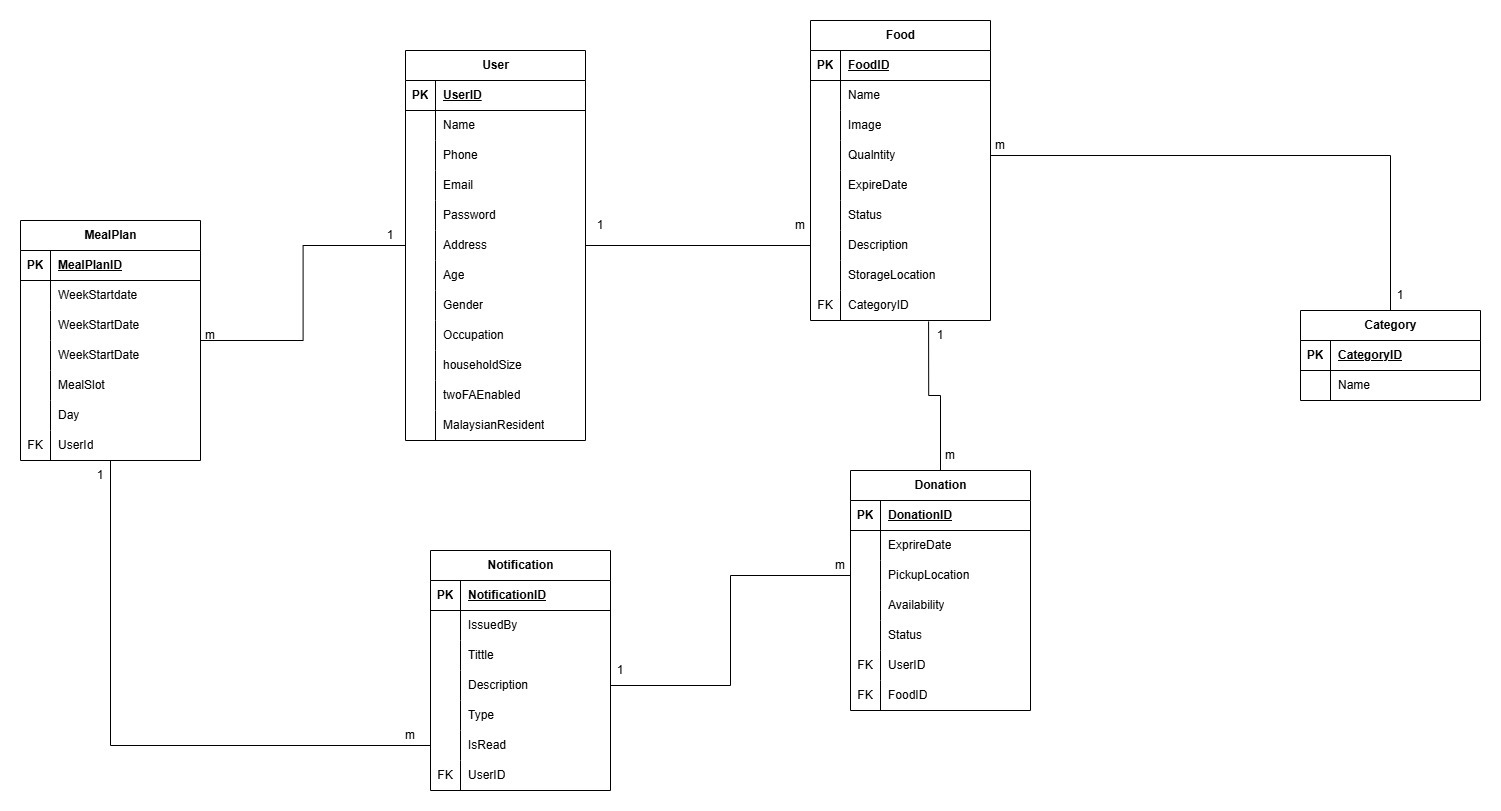 Food
PK FoodID
Name
Image
Qualntity
ExpireDate
Status
Description
StorageLocation
FK CategoryID
User
PK UserID
Name
Phone
Email
Password
Address
Age
Gender
Occupation
householdSize
twoFAEnabled
MalaysianResident
MealPlan
PK MealPlanID
WeekStartdate
WeekStartDate
WeekStartDate
MealSlot
Day
FK UserId
Category
PK CategoryID
Name
Donation
PK DonationID
ExprireDate
PickupLocation
Availability
Status
FK UserID
FK FoodID
Notification
PK NotificationID
IssuedBy
Tittle
Description
Type
IsRead
FK UserID
m
1
1
m
m
1
1
m
1
m
1
m